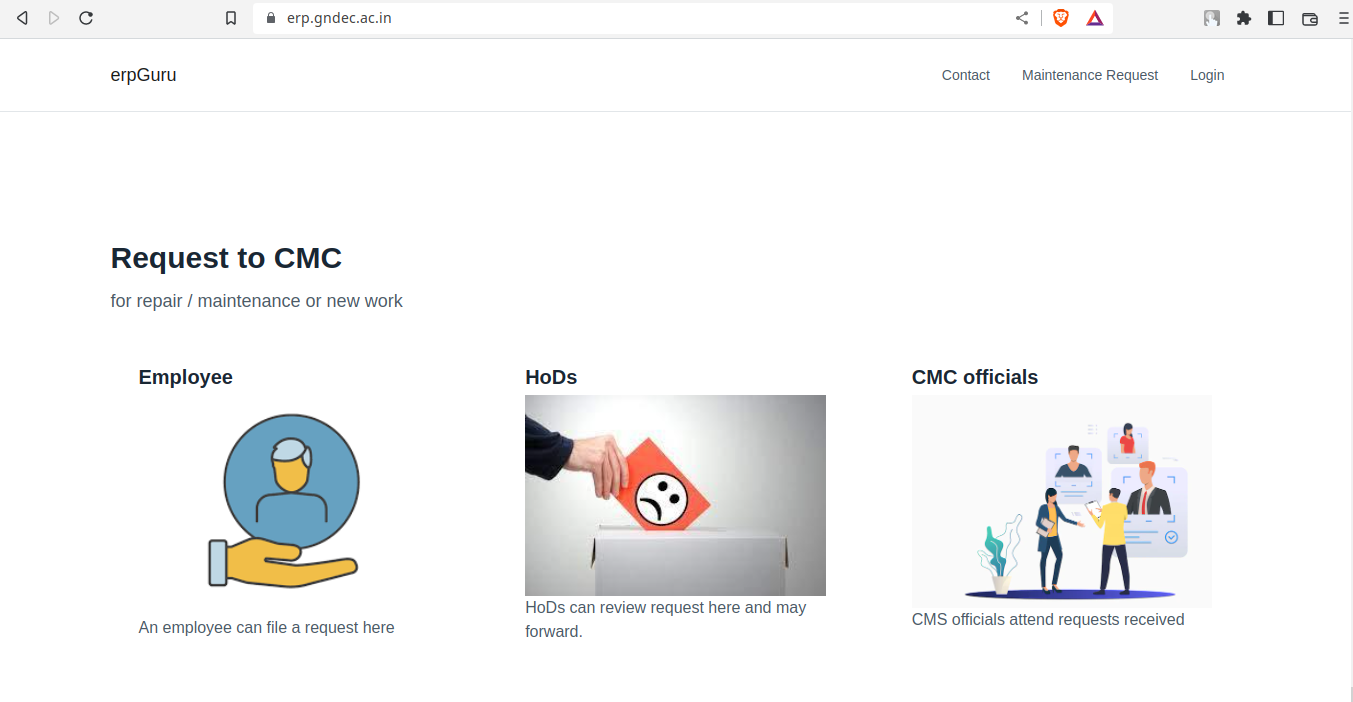 erp.gndec.ac.in
erpGuru
Contact
Maintenance Request
Login
Request to CMC
for repair / maintenance or new work
Employee
An employee can file a request here
HoDs
HoDs can review request here and may
forward.
CMC officials
CMS officials attend requests received